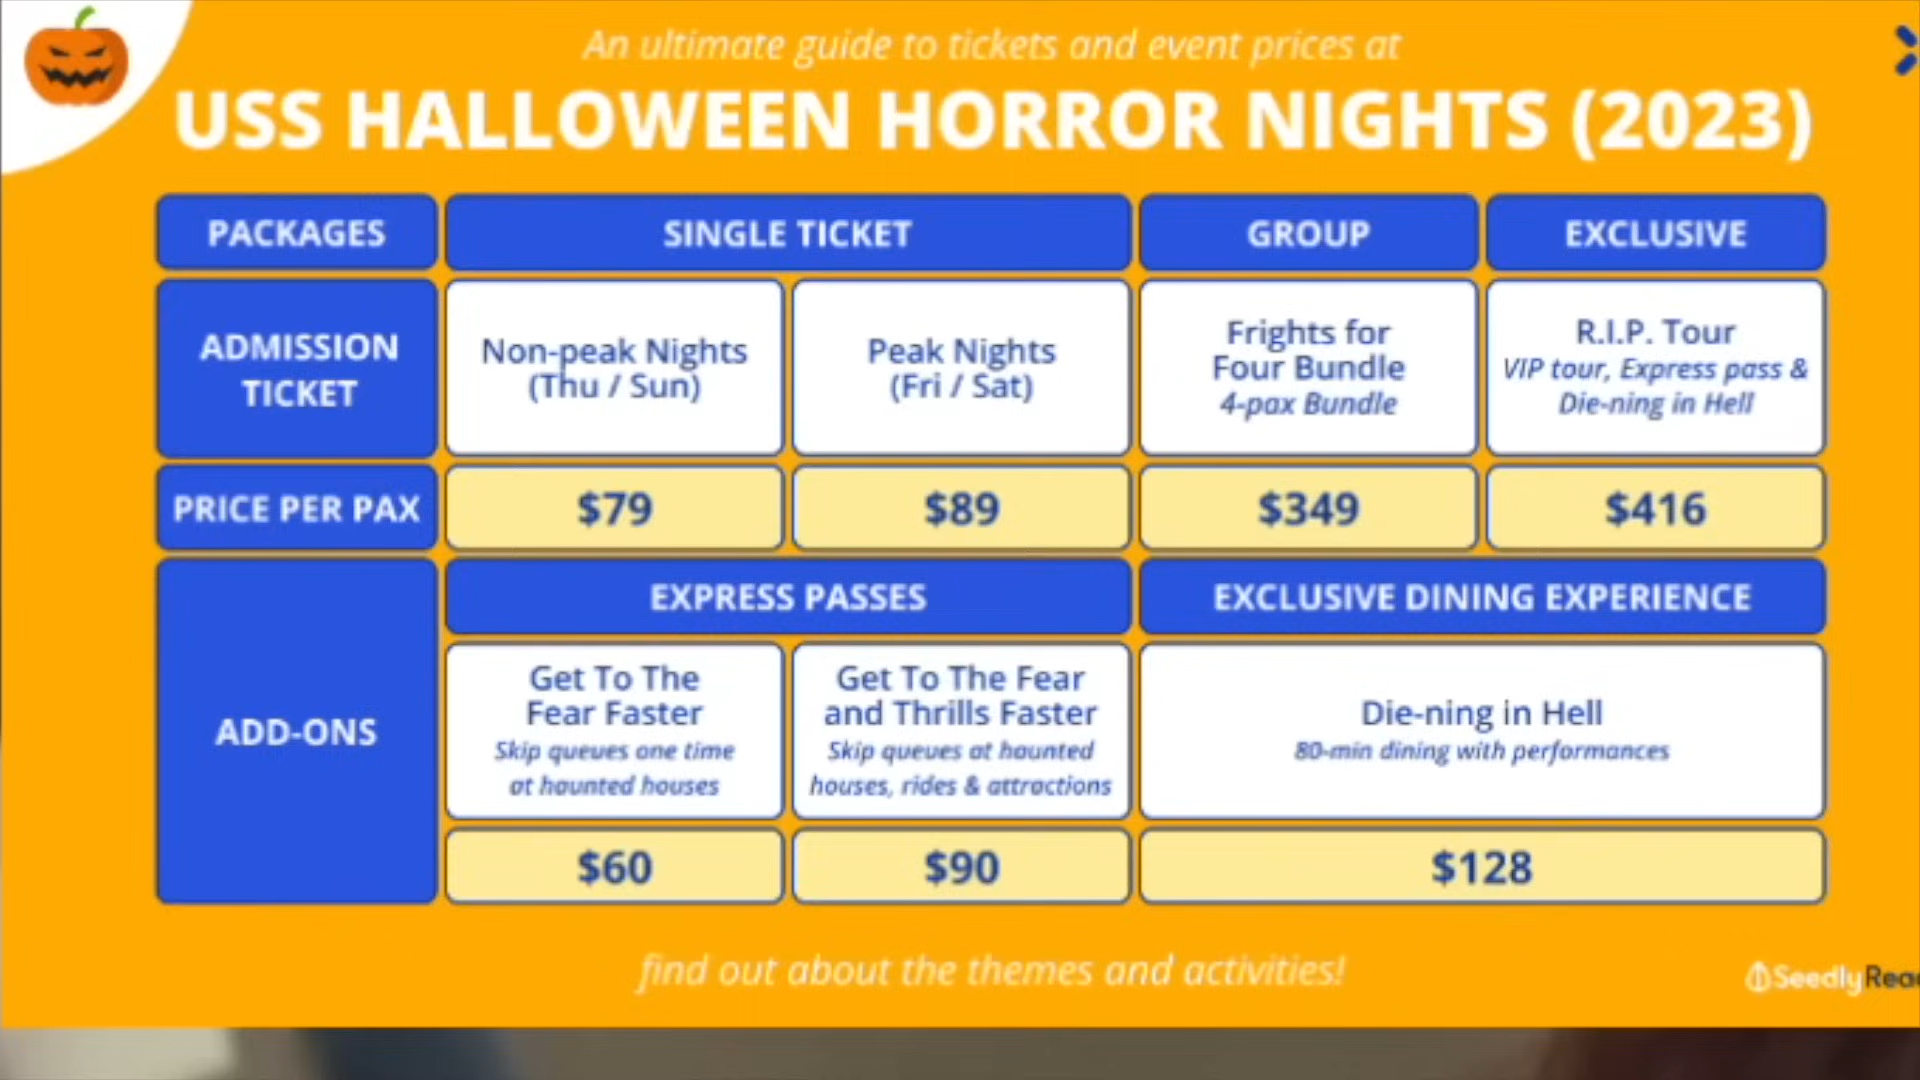 An ultimate guide to tickets and event prices at
USS HALLOWEEN HORROR NIGHTS (2023)
PACKAGES
SINGLE TICKET
GROUP
EXCLUSIVE
ADMISSION
TICKET
Non-peak Nights
(Thu / Sun)
Peak Nights
(Fri / Sat)
Frights for
Four Bundle
4-pax Bundle
R.I.P. Tour
VIP tour, Express pass &
Die-ning in Hell
PRICE PER PAX
$79
$89
$349
$416
ADD-ONS
EXPRESS PASSES
EXCLUSIVE DINING EXPERIENCE
Get To The
Fear Faster
Skip queues one time
at haunted houses
Get To The Fear
and Thrills Faster
Skip queues at haunted
houses, rides & attractions
Die-ning in Hell
80-min dining with performances
$60
$90
$128
find out about the themes and activities!
Seedly